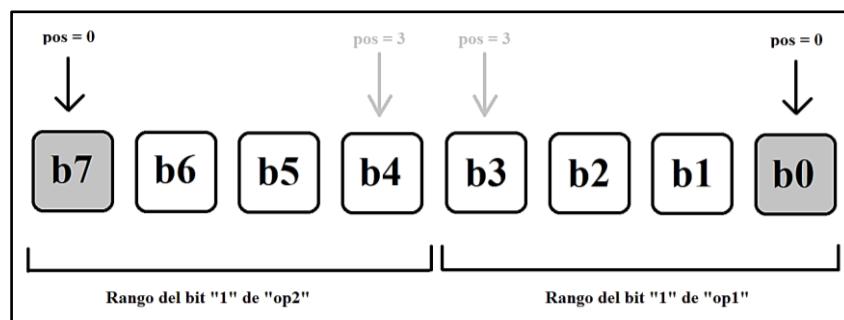 pos = 0 pos = 3 pos = 3 pos = 0
b7 b6 b5 b4 b3 b2 b1 b0
Rango del bit "1" de "op2" Rango del bit "1" de "op1"